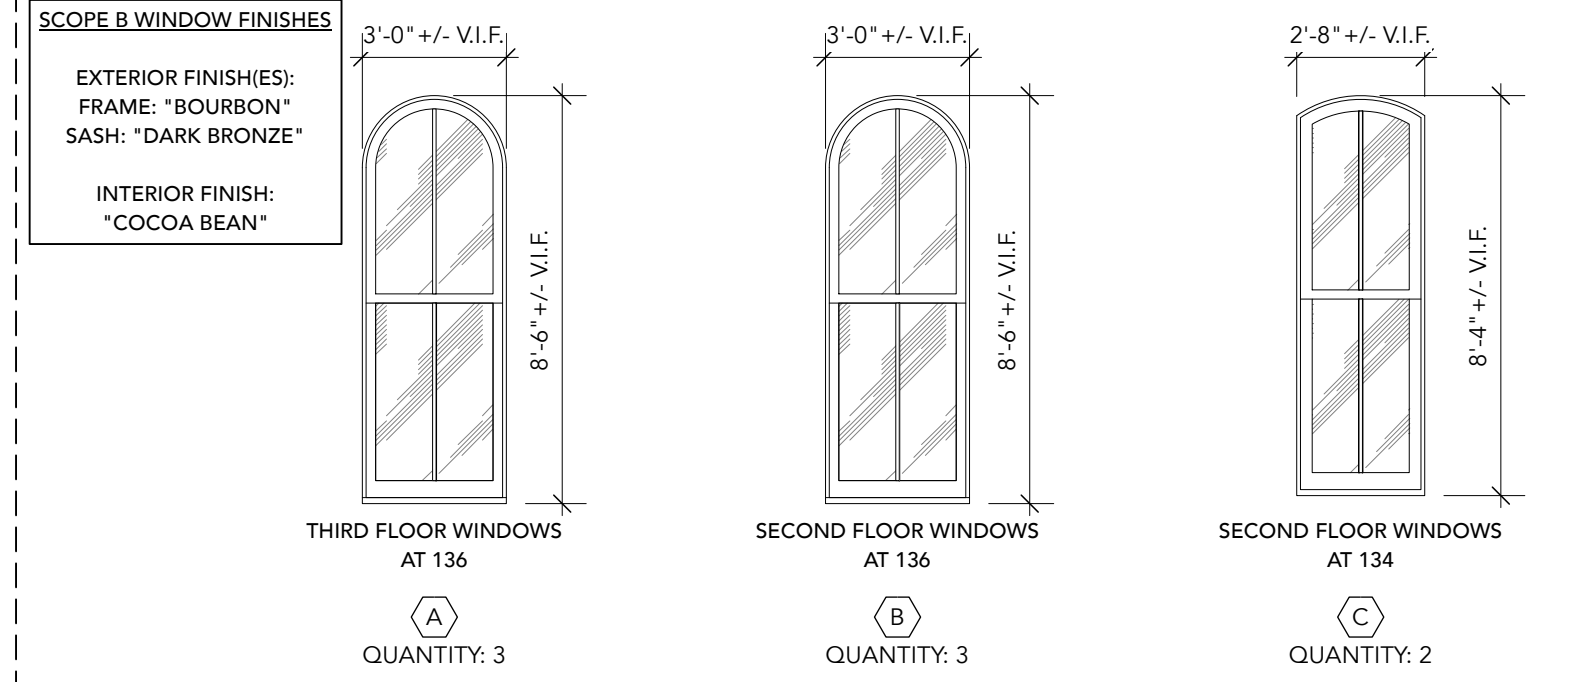 SCOPE B WINDOW FINISHES
EXTERIOR FINISH(ES):
FRAME: "BOURBON"
SASH: "DARK BRONZE"
INTERIOR FINISH:
"COCOA BEAN"
3'-0"+/- V.I.F.
8'-6"+/- V.I.F.
THIRD FLOOR WINDOWS
AT 136
A
QUANTITY: 3
3'-0"+/- V.I.F.
8'-6"+/- V.I.F.
SECOND FLOOR WINDOWS
AT 136
B
QUANTITY: 3
2'-8"+/- V.I.F.
8'-4"+/- V.I.F.
SECOND FLOOR WINDOWS
AT 134
C
QUANTITY: 2